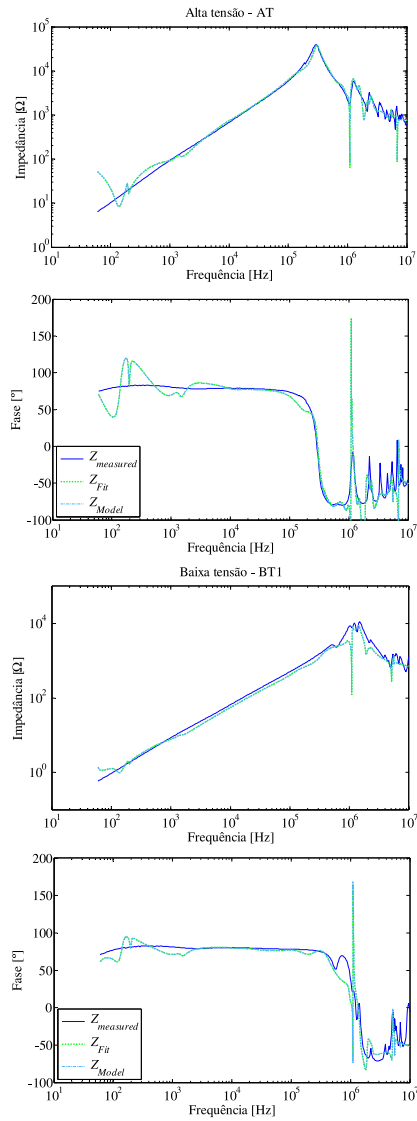 Alta tensão - AT
Impedância [Ω]
10^5
10^4
10^3
10^2
10^1
10^0
10^1 10^2 10^3 10^4 10^5 10^6 10^7
Frequência [Hz]
Fase [°]
200
150
100
50
0
-50
-100
Z_measured
Z_Fit
Z_Model
10^1 10^2 10^3 10^4 10^5 10^6 10^7
Frequência [Hz]
Baixa tensão - BT1
Impedância [Ω]
10^4
10^2
10^0
10^1 10^2 10^3 10^4 10^5 10^6 10^7
Frequência [Hz]
Fase [°]
200
150
100
50
0
-50
-100
Z_measured
Z_Fit
Z_Model
10^1 10^2 10^3 10^4 10^5 10^6 10^7
Frequência [Hz]